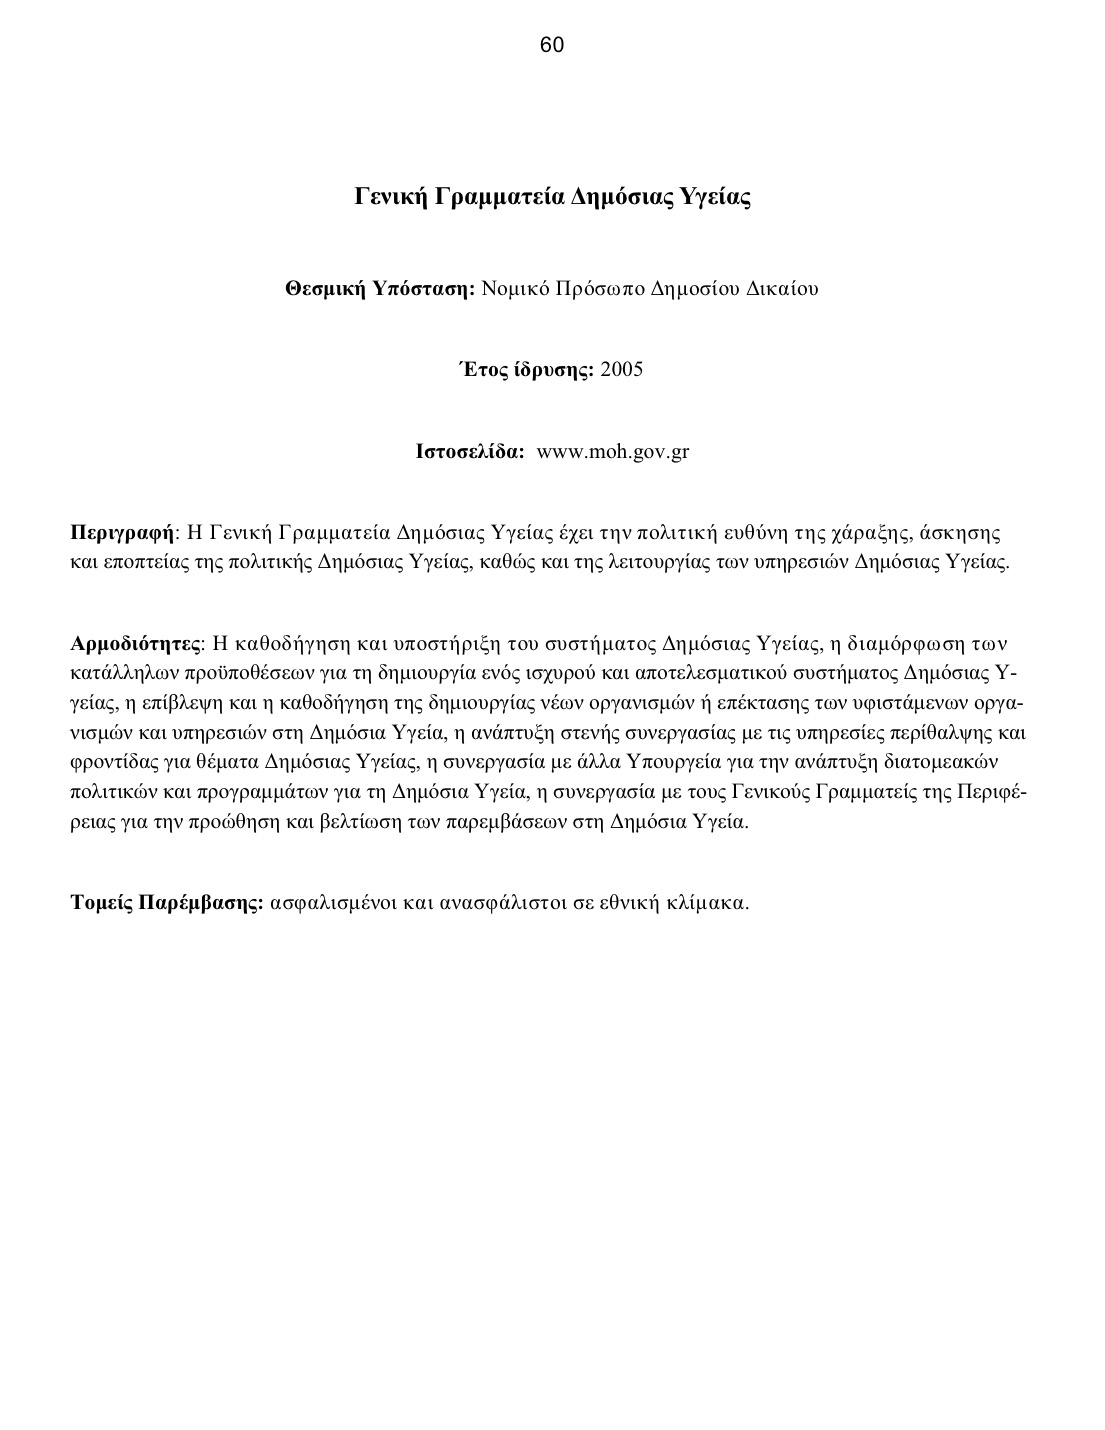 60
Γενική Γραμματεία Δημόσιας Υγείας
Θεσμική Υπόσταση: Νομικό Πρόσωπο Δημοσίου Δικαίου
Έτος ίδρυσης: 2005
Ιστοσελίδα: www.moh.gov.gr
Περιγραφή: Η Γενική Γραμματεία Δημόσιας Υγείας έχει την πολιτική ευθύνη της χάραξης, άσκησης
και εποπτείας της πολιτικής Δημόσιας Υγείας, καθώς και της λειτουργίας των υπηρεσιών Δημόσιας Υγείας.
Αρμοδιότητες: Η καθοδήγηση και υποστήριξη του συστήματος Δημόσιας Υγείας, η διαμόρφωση των
κατάλληλων προϋποθέσεων για τη δημιουργία ενός ισχυρού και αποτελεσματικού συστήματος Δημόσιας Υ-
γείας, η επίβλεψη και η καθοδήγηση της δημιουργίας νέων οργανισμών ή επέκτασης των υφιστάμενων οργα-
νισμών και υπηρεσιών στη Δημόσια Υγεία, η ανάπτυξη στενής συνεργασίας με τις υπηρεσίες περίθαλψης και
φροντίδας για θέματα Δημόσιας Υγείας, η συνεργασία με άλλα Υπουργεία για την ανάπτυξη διατομεακών
πολιτικών και προγραμμάτων για τη Δημόσια Υγεία, η συνεργασία με τους Γενικούς Γραμματείς της Περιφέ-
ρειας για την προώθηση και βελτίωση των παρεμβάσεων στη Δημόσια Υγεία.
Τομείς Παρέμβασης: ασφαλισμένοι και ανασφάλιστοι σε εθνική κλίμακα.